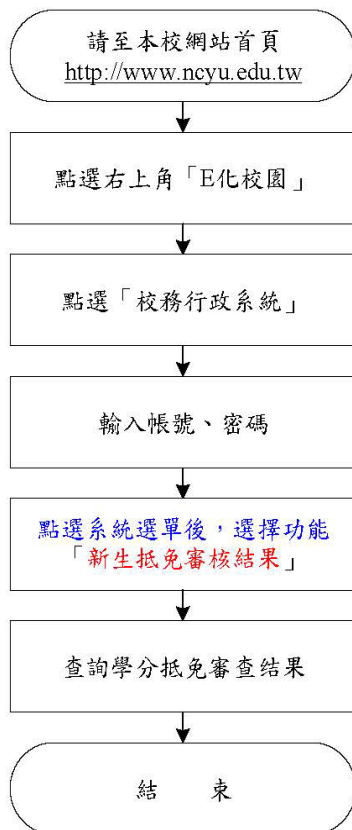 請至本校網站首頁
http://www.ncyu.edu.tw
點選右上角「E化校園」
點選「校務行政系統」
輸入帳號、密碼
點選系統選單後，選擇功能
「新生抵免審核結果」
查詢學分抵免審查結果
結　　束